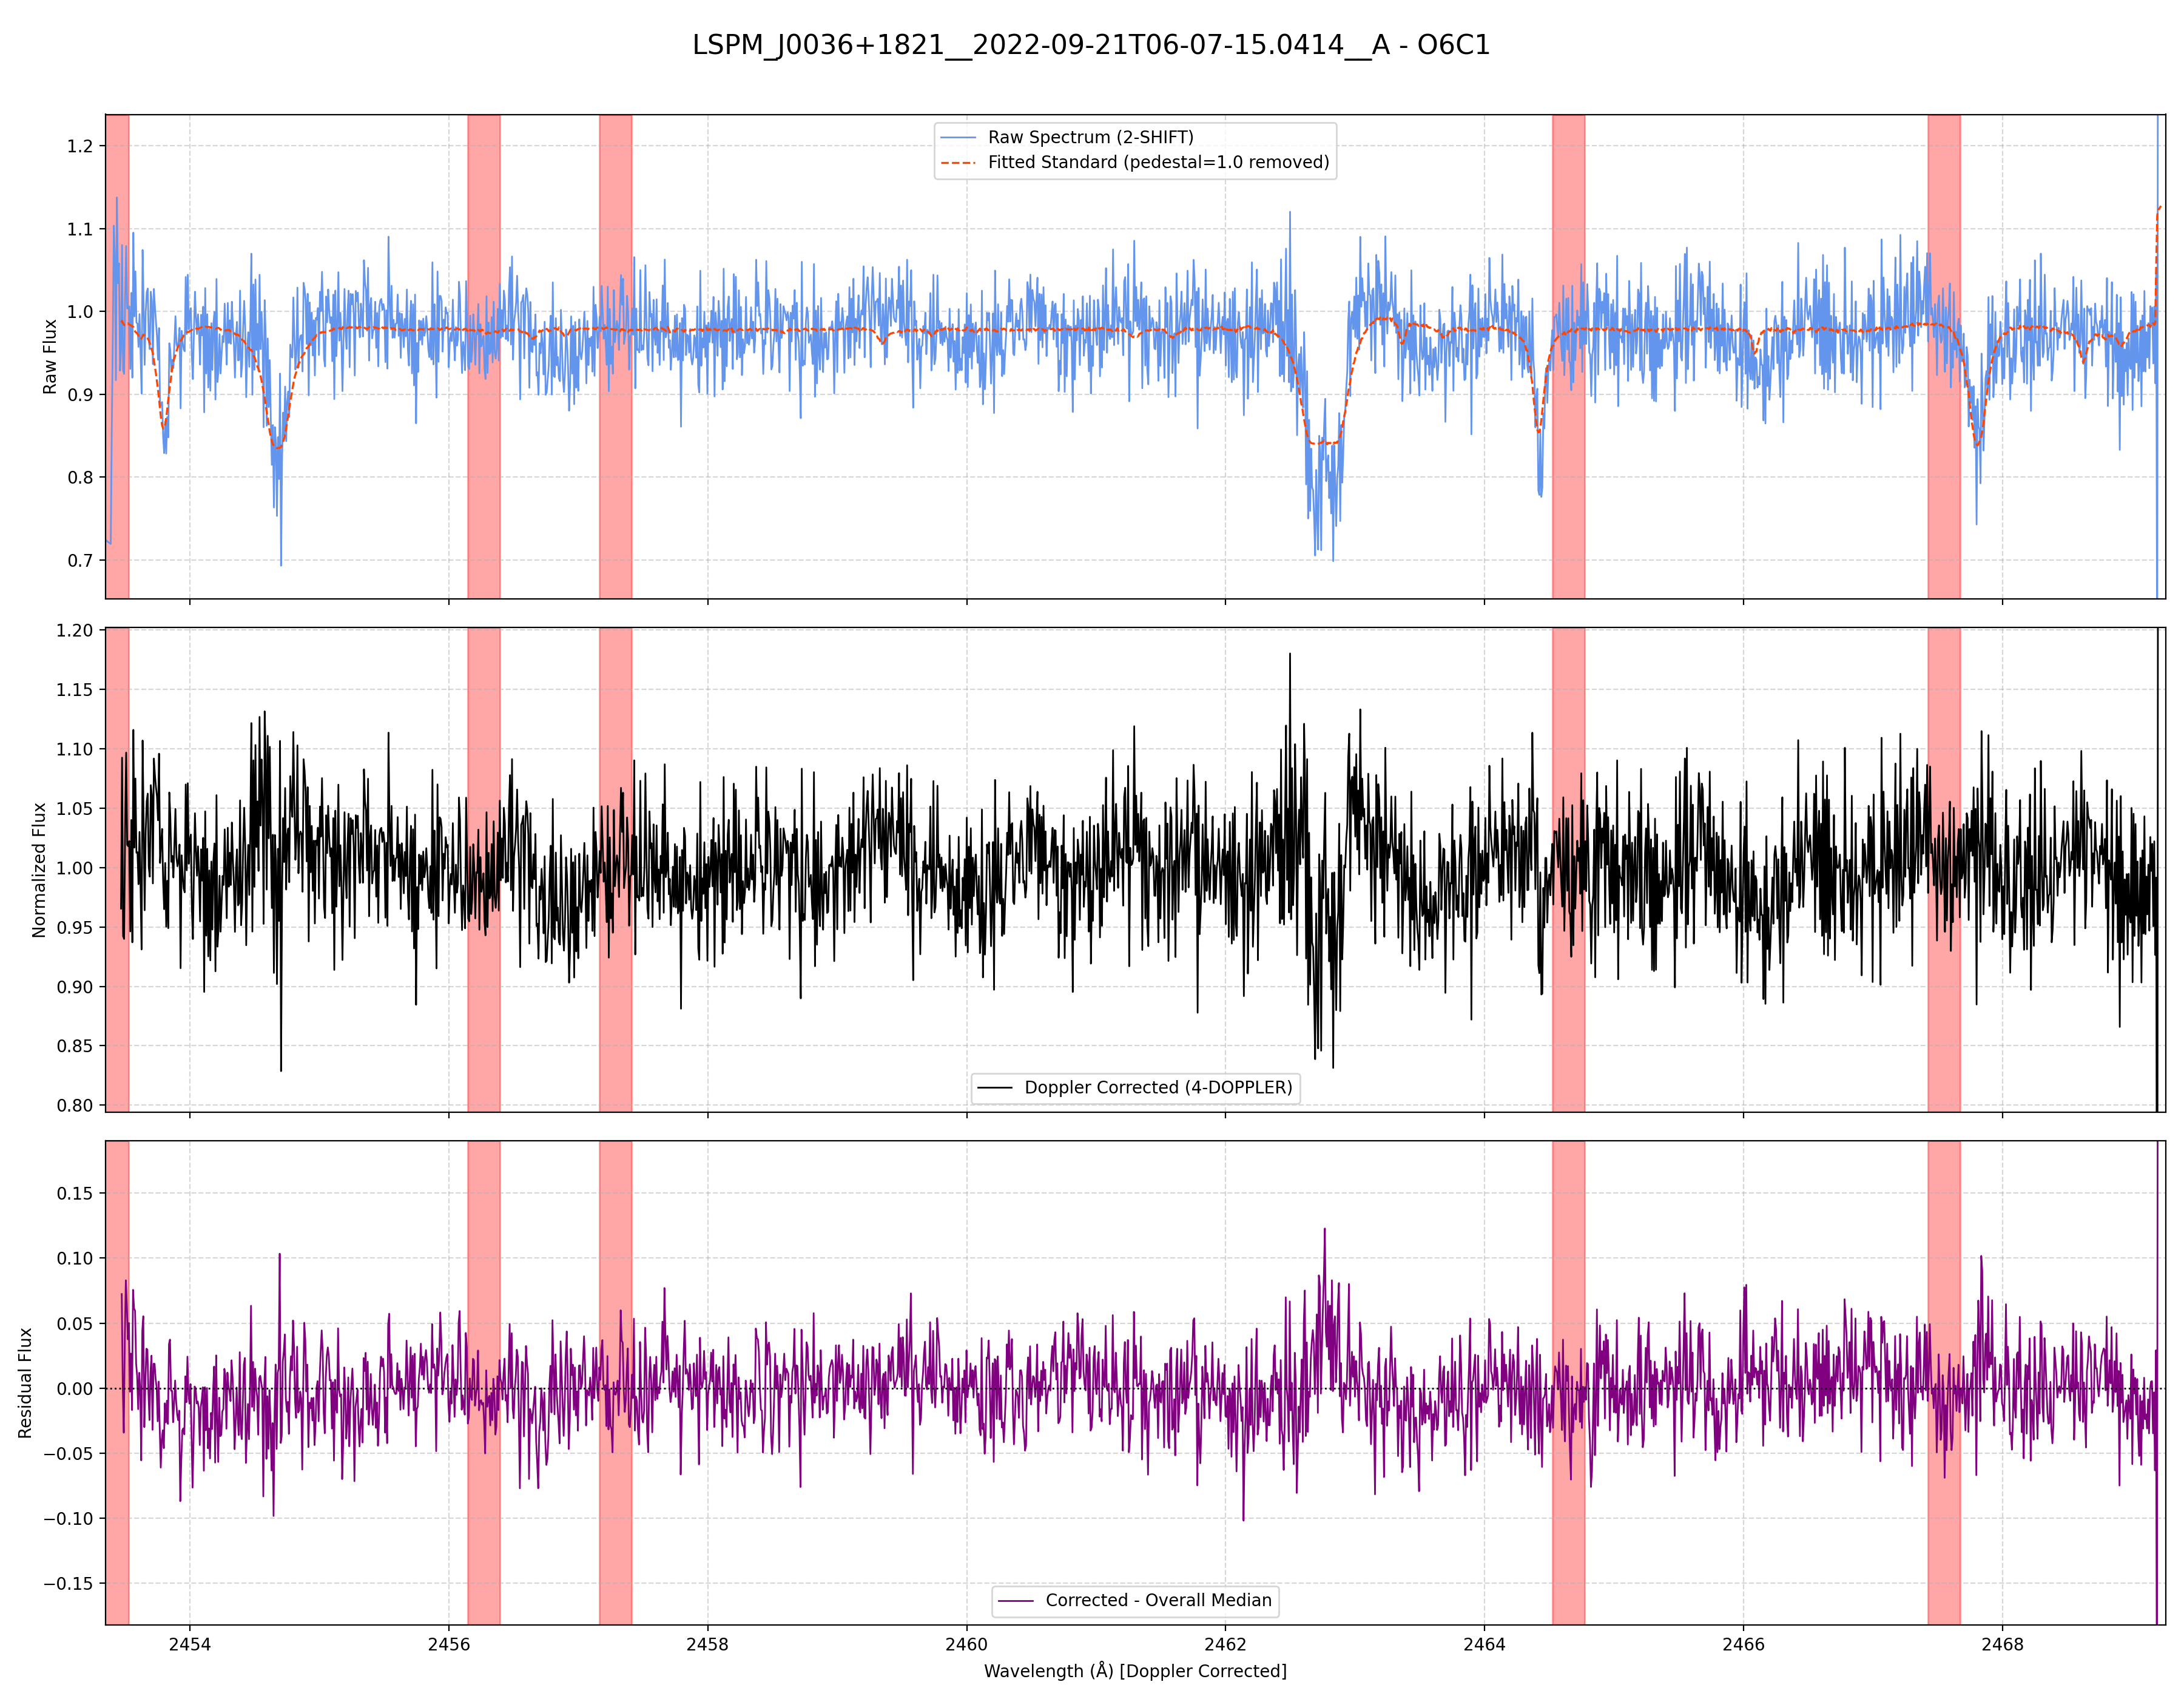 LSPM_J0036+1821__2022-09-21T06-07-15.0414__A - O6C1
Raw Flux
1.2
1.1
1.0
0.9
0.8
0.7
Raw Spectrum (2-SHIFT)
Fitted Standard (pedestal=1.0 removed)
Normalized Flux
1.20
1.15
1.10
1.05
1.00
0.95
0.90
0.85
0.80
Doppler Corrected (4-DOPPLER)
Residual Flux
0.15
0.10
0.05
0.00
−0.05
−0.10
−0.15
Corrected - Overall Median
2454 2456 2458 2460 2462 2464 2466 2468
Wavelength (Å) [Doppler Corrected]